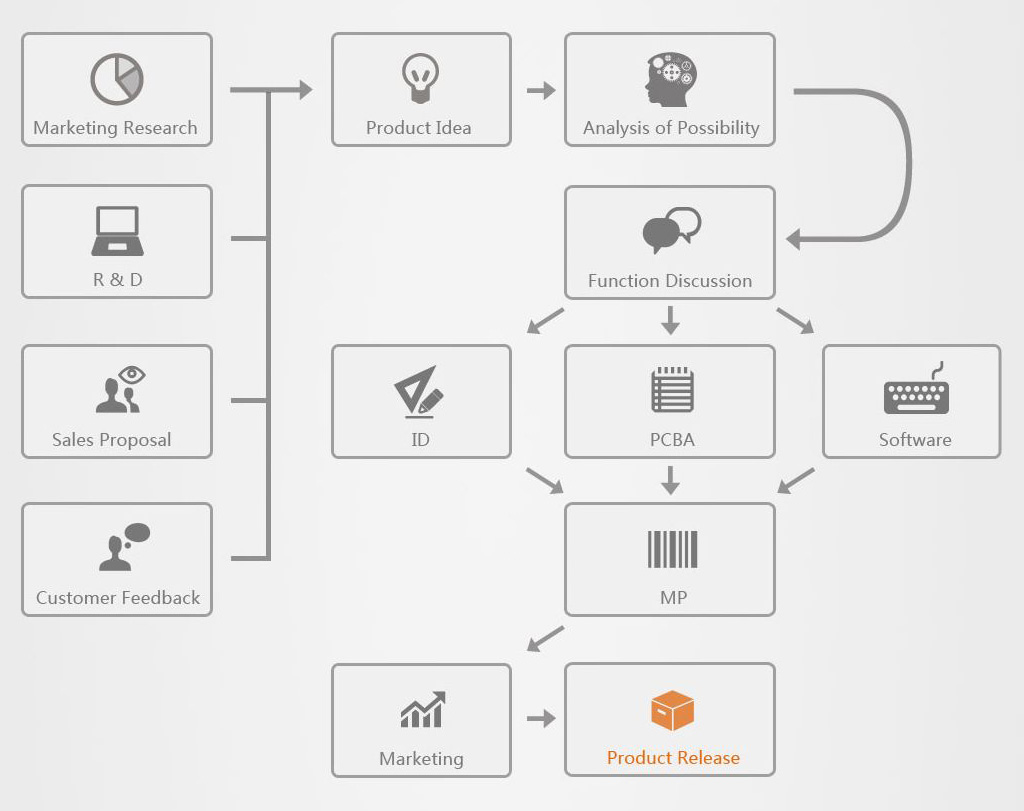 Marketing Research
Product Idea
Analysis of Possibility
R & D
Function Discussion
Sales Proposal
ID
PCBA
Software
Customer Feedback
MP
Marketing
Product Release